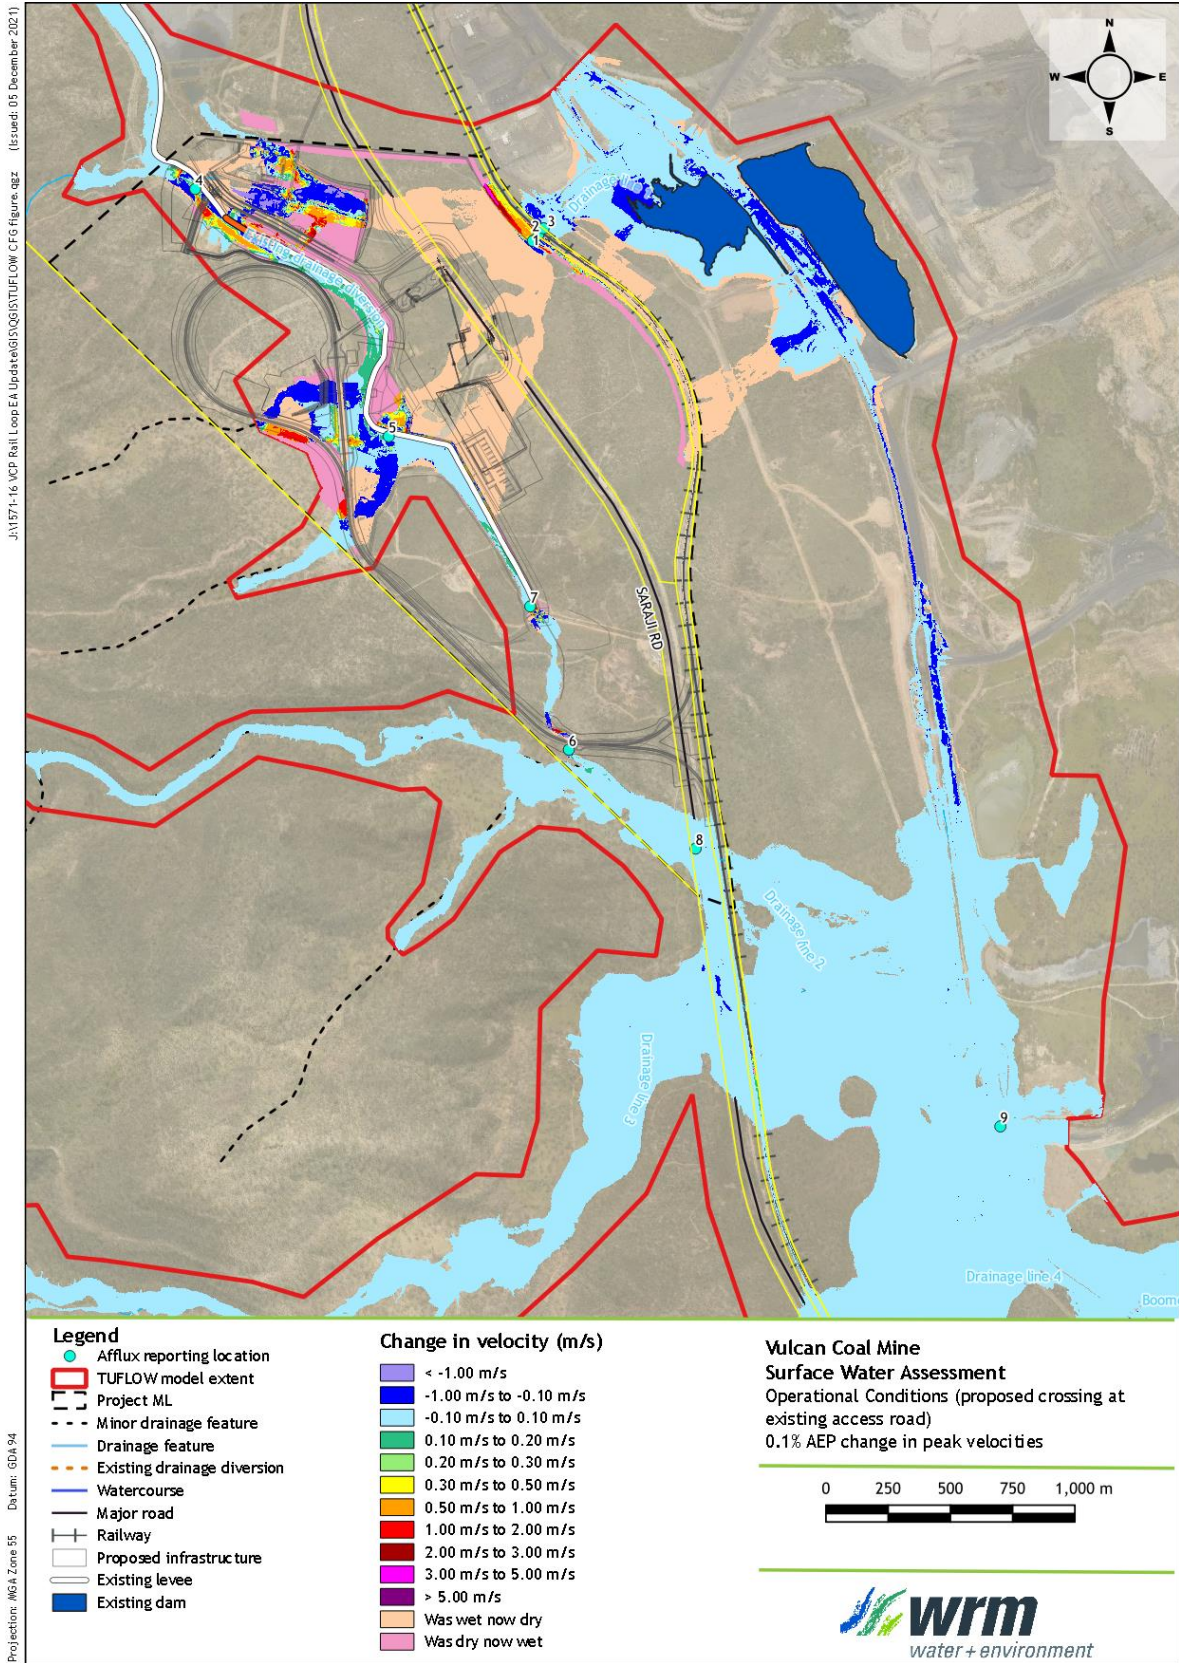 J:\1571-16 VCP Rail Loop EA Update\GIS\QGIS\TUFLOW CFG figure.qgz (Issued: 05 December 2021)
Projection: MGA Zone 55 Datum: GDA 94
N
W
E
S
4
3
2
1
Drainage line
Existing drainage diversion
5
7
SARAJI RD
6
8
Drainage line 2
Drainage line 3
9
Drainage line 4
Boom
Legend
Afflux reporting location
TUFLOW model extent
Project ML
Minor drainage feature
Drainage feature
Existing drainage diversion
Watercourse
Major road
Railway
Proposed infrastructure
Existing levee
Existing dam
Change in velocity (m/s)
< -1.00 m/s
-1.00 m/s to -0.10 m/s
-0.10 m/s to 0.10 m/s
0.10 m/s to 0.20 m/s
0.20 m/s to 0.30 m/s
0.30 m/s to 0.50 m/s
0.50 m/s to 1.00 m/s
1.00 m/s to 2.00 m/s
2.00 m/s to 3.00 m/s
3.00 m/s to 5.00 m/s
> 5.00 m/s
Was wet now dry
Was dry now wet
Vulcan Coal Mine
Surface Water Assessment
Operational Conditions (proposed crossing at
existing access road)
0.1% AEP change in peak velocities
0 250 500 750 1,000 m
wrm
water + environment